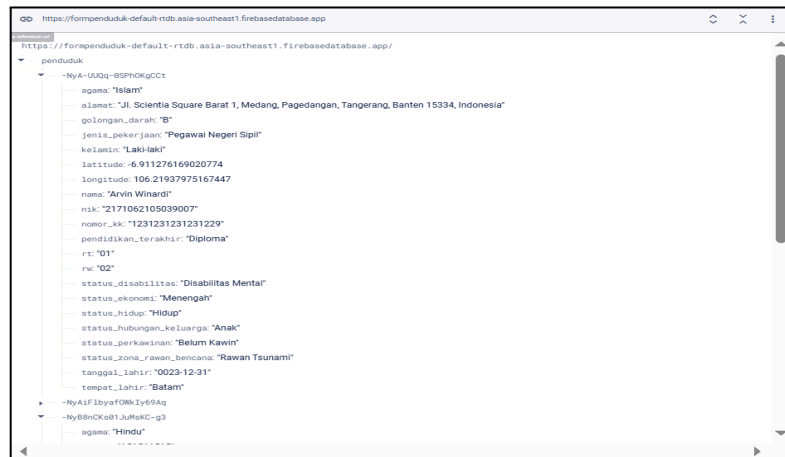 https://formpenduduk-default-rtdb.asia-southeast1.firebasedatabase.app
https://formpenduduk-default-rtdb.asia-southeast1.firebasedatabase.app/
penduduk
-NyA-UUQq-0SPhOKgCCt
agama: "Islam"
alamat: "Jl. Scientia Square Barat 1, Medang, Pagedangan, Tangerang, Banten 15334, Indonesia"
golongan_darah: "B"
jenis_pekerjaan: "Pegawai Negeri Sipil"
kelamin: "Laki-laki"
latitude: -6.911276169020774
longitude: 106.21937975167447
nama: "Arvin Winardi"
nik: "2171062105039007"
nomor_kk: "1231231231231229"
pendidikan_terakhir: "Diploma"
rt: "01"
rw: "02"
status_disabilitas: "Disabilitas Mental"
status_ekonomi: "Menengah"
status_hidup: "Hidup"
status_hubungan_keluarga: "Anak"
status_perkawinan: "Belum Kawin"
status_zona_rawan_bencana: "Rawan Tsunami"
tanggal_lahir: "0023-12-31"
tempat_lahir: "Batam"
-NyAiFlbyafOWkIy69Aq
-NyB8nCKs01JuMsKC-g3
agama: "Hindu"